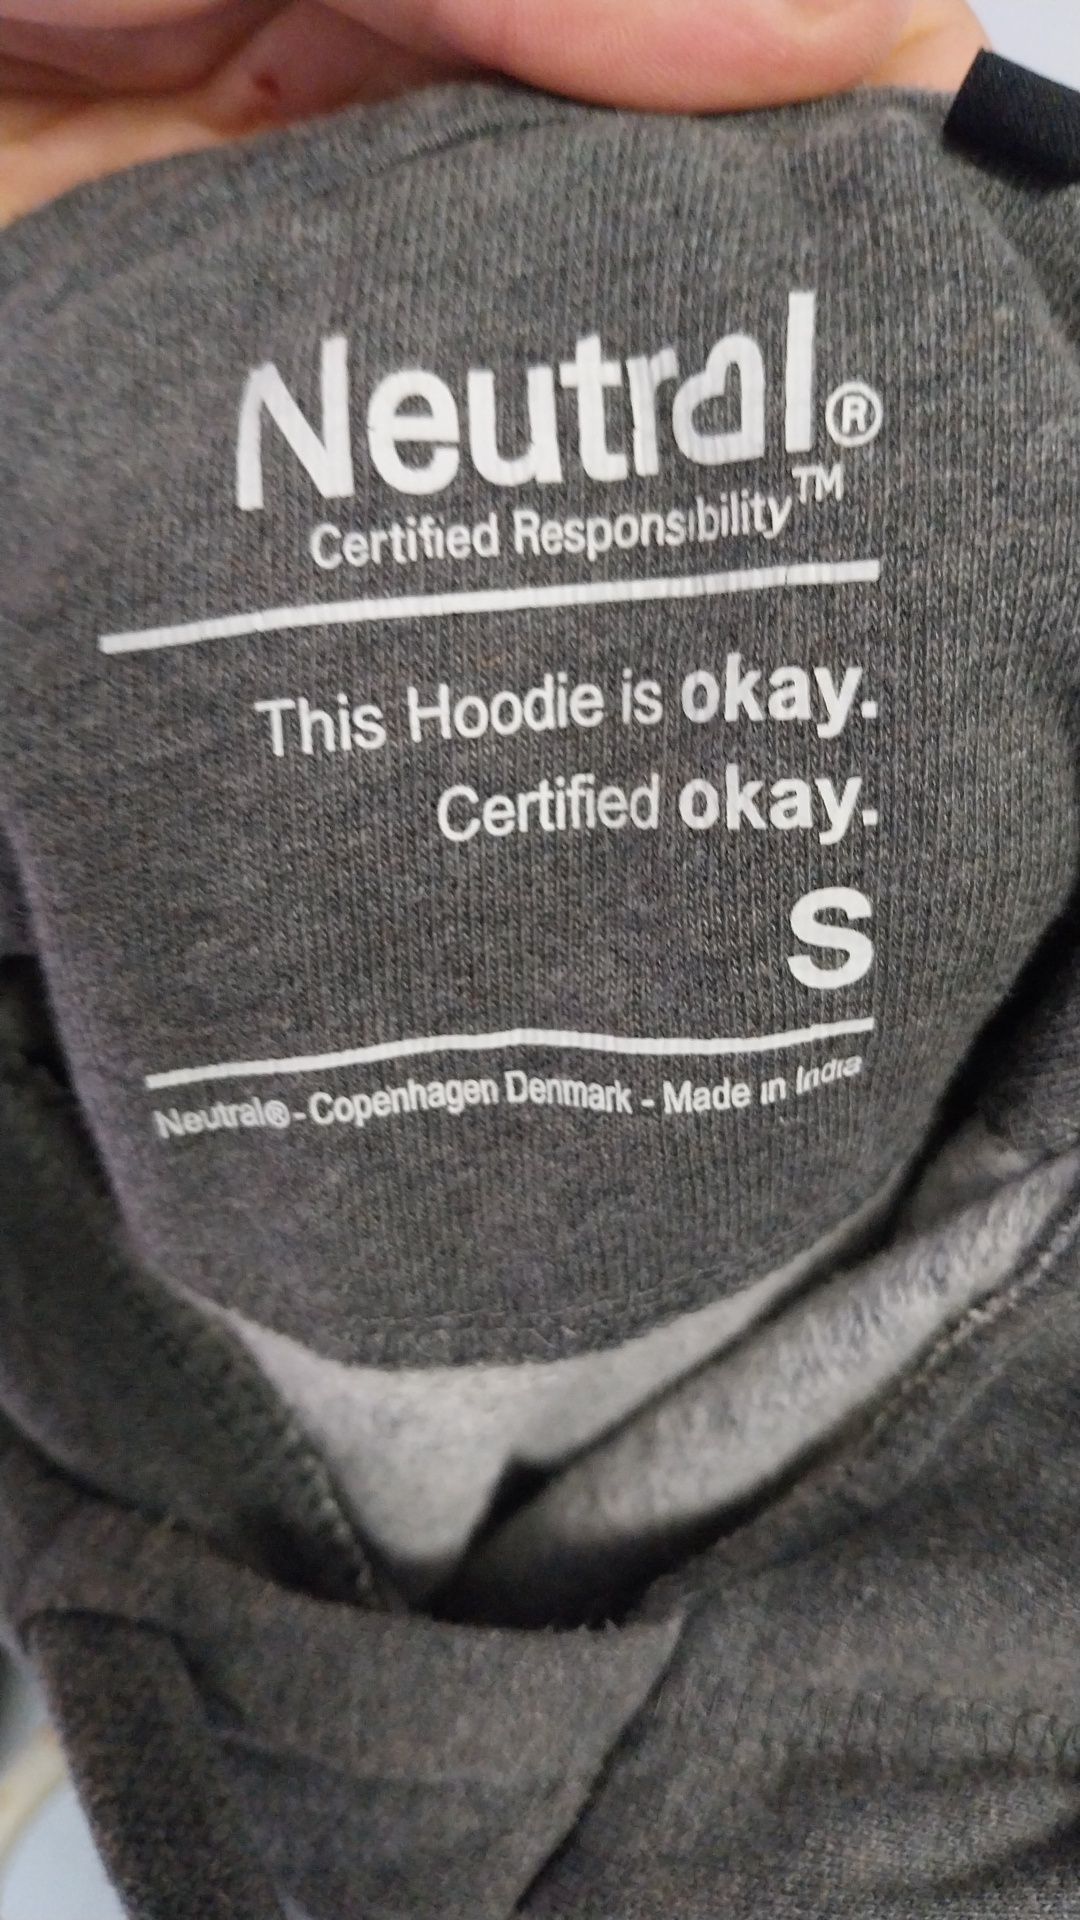 Neutral®
Certified Responsibility™
This Hoodie is okay.
Certified okay.
S
Neutral® - Copenhagen Denmark - Made in India